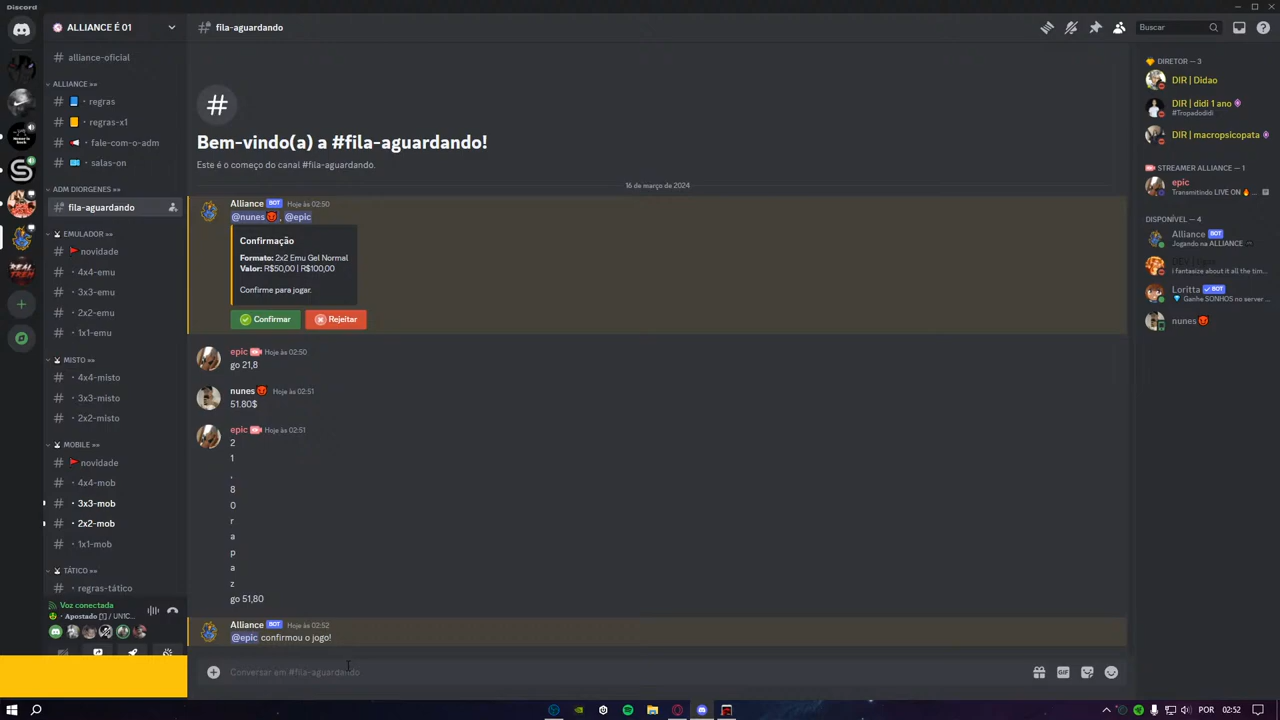 Discord
ALLIANCE É 01
alliance-oficial
ALLIANCE »»
regras
regras-x1
fale-com-o-adm
salas-on
ADM DIORGENES »»
fila-aguardando
EMULADOR »»
novidade
4x4-emu
3x3-emu
2x2-emu
1x1-emu
MISTO »»
4x4-misto
3x3-misto
2x2-misto
MOBILE »»
novidade
4x4-mob
3x3-mob
2x2-mob
1x1-mob
TÁTICO »»
regras-tático
Voz conectada
Apostado [1] / UN1C...
# fila-aguardando
Buscar
#
Bem-vindo(a) a #fila-aguardando!
Este é o começo do canal #fila-aguardando.
16 de março de 2024
Alliance BOT Hoje às 02:50
@nunes, @epic
Confirmação
Formato: 2x2 Emu Gel Normal
Valor: R$50,00 | R$100,00
Confirme para jogar.
Confirmar
Rejeitar
epic Hoje às 02:50
go 21,8
nunes Hoje às 02:51
51.80$
epic Hoje às 02:51
2
1
,
8
0
r
a
p
a
z
go 51,80
Alliance BOT Hoje às 02:52
@epic confirmou o jogo!
Conversar em #fila-aguardando
GIF
DIRETOR — 3
DIR | Didao
DIR | didi 1 ano
#Tropadodidi
DIR | macropsicopata
STREAMER ALLIANCE — 1
epic
Transmitindo LIVE ON ...
DISPONÍVEL — 4
Alliance BOT
Jogando na ALLIANCE
i fantasize about it all the tim...
Loritta BOT
Ganhe SONHOS no server ...
nunes
POR 02:52